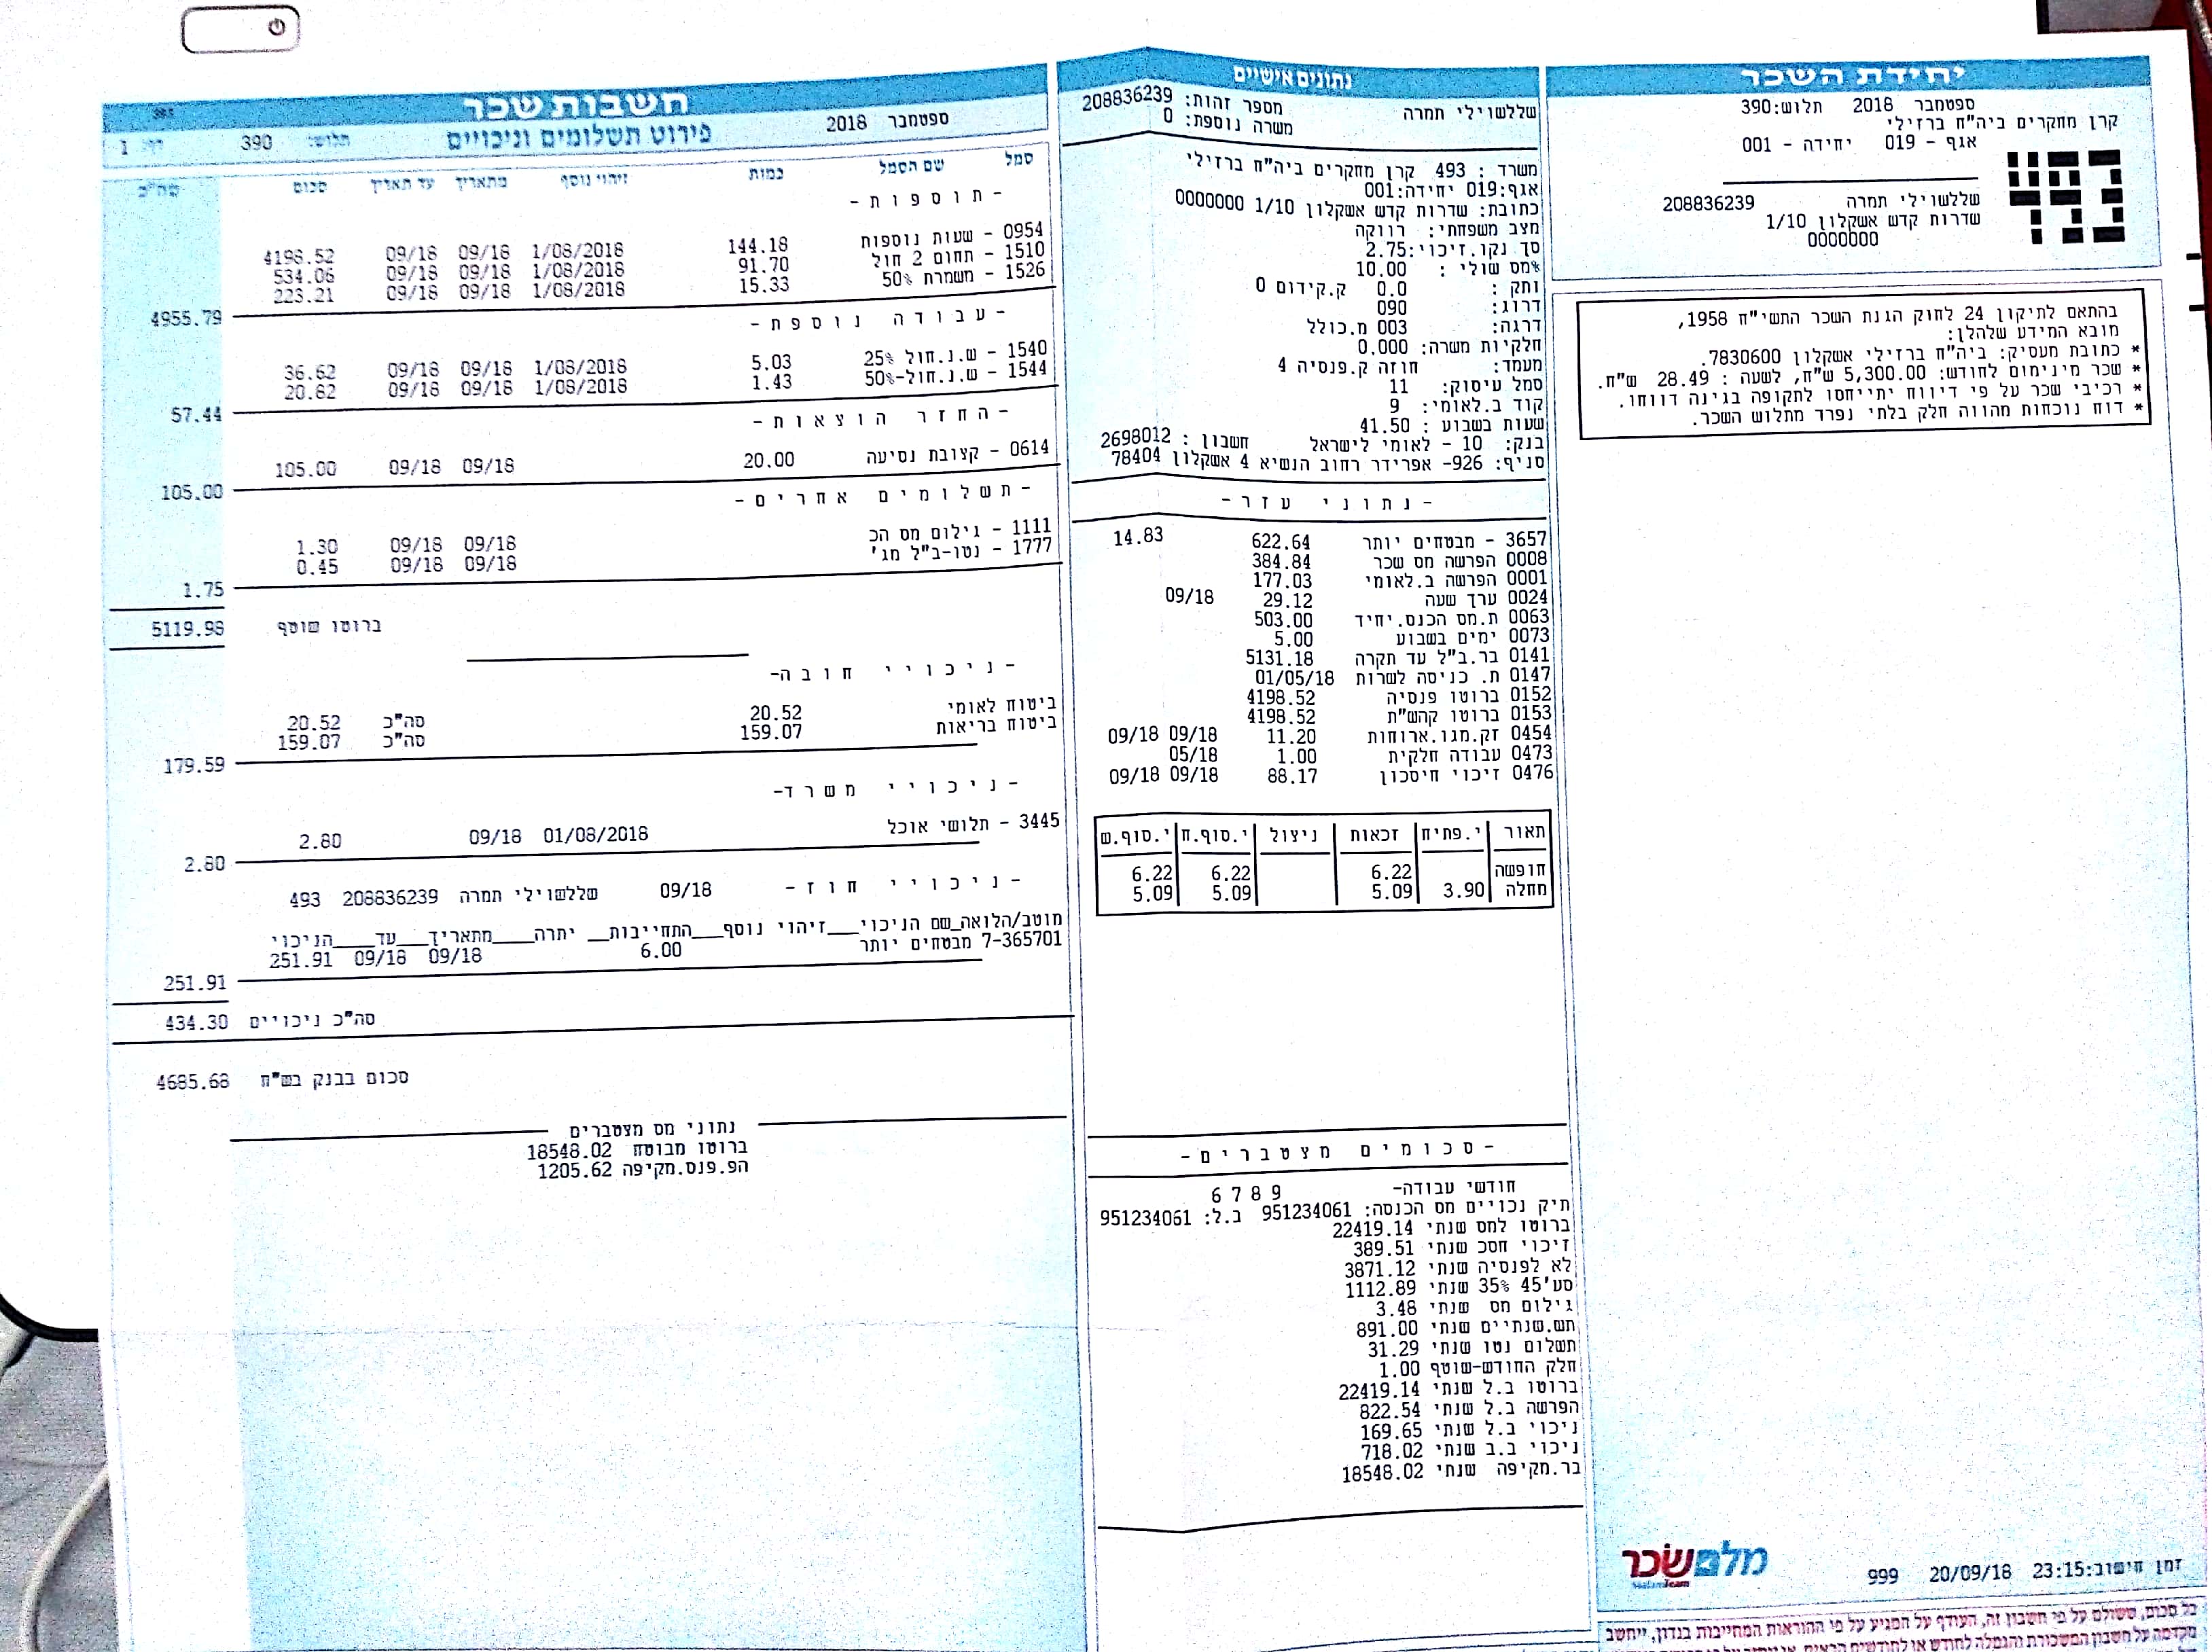 יחידת השכר
ספטמבר 2018 תלוש:390
קרן מחקרים ביה"ח ברזילי
אגף - 019 יחידה - 001
493
שללשוילי תמרה 208836239
שדרות קדש אשקלון 1/10
0000000
בהתאם לתיקון 24 לחוק הגנת השכר התשי"ח 1958,
מובא המידע שלהלן:
* כתובת מעסיק: ביה"ח ברזילי אשקלון 7830600.
* שכר מינימום לחודש: 5,300.00 ש"ח, לשעה : 28.49 ש"ח.
* רכיבי שכר על פי דיווח יתייחסו לתקופה בגינה דווחו.
* דוח נוכחות מהווה חלק בלתי נפרד מתלוש השכר.
מלם שכר
זמן חישוב:23:15 20/09/18 999
כל סכום, ששולם על פי חשבון זה, העודף על המגיע על פי ההוראות המחייבות בנדון, ייחשב
נתונים אישיים
שללשוילי תמרה מספר זהות: 208836239
משרה נוספת: 0
משרד : 493 קרן מחקרים ביה"ח ברזילי
אגף:019 יחידה:001
כתובת: שדרות קדש אשקלון 1/10 0000000
מצב משפחתי: רווקה
סך נקו.זיכוי:2.75
%מס שולי : 10.00
ותק : 0.0 ק.קידום 0
דרוג: 090
דרגה: 003 מ.כולל
חלקיות משרה: 0.000
מעמד: חוזה ק.פנסיה 4
סמל עיסוק: 11
קוד ב.לאומי: 9
שעות בשבוע : 41.50
בנק: 10 - לאומי לישראל חשבון : 2698012
סניף: 926- אפרידר רחוב הנשיא 4 אשקלון 78404
-נתוני עזר-
3657 - מבטחים יותר 622.64 14.83
0008 הפרשה מס שכר 384.84
0001 הפרשה ב.לאומי 177.03
0024 ערך שעה 29.12 09/18
0063 ת.מס הכנס.יחיד 503.00
0073 ימים בשבוע 5.00
0141 בר.ב"ל עד תקרה 5131.18
0147 ת. כניסה לשרות 01/05/18
0152 ברוטו פנסיה 4198.52
0153 ברוטו קהש"ת 4198.52
0454 זק.מגו.ארוחות 11.20 09/18 09/18
0473 עבודה חלקית 1.00 05/18
0476 זיכוי חיסכון 88.17 09/18 09/18
תאור י.פתיח זכאות ניצול י.סוף.ח י.סוף.ש
חופשה 6.22 6.22 6.22
מחלה 3.90 5.09 5.09 5.09
-סכומים מצטברים-
חודשי עבודה- 6 7 8 9
תיק נכויים מס הכנסה: 951234061 ב.ל: 951234061
ברוטו למס שנתי 22419.14
זיכוי חסכ שנתי 389.51
לא לפנסיה שנתי 3871.12
סע'45 35% שנתי 1112.89
גילום מס שנתי 3.48
תש.שנתיים שנתי 891.00
תשלום נטו שנתי 31.29
חלק החודש-שוטף 1.00
ברוטו ב.ל שנתי 22419.14
הפרשה ב.ל שנתי 822.54
ניכוי ב.ל שנתי 169.65
ניכוי ב.ב שנתי 718.02
בר.מקיפה שנתי 18548.02
חשבות שכר
ספטמבר 2018 פירוט תשלומים וניכויים תלוש: 390 דף: 1
סמל שם הסמל כמות זיהוי נוסף מתאריך עד תאריך סכום סה"כ
-תוספות-
0954 - שעות נוספות 144.18 1/08/2018 09/18 09/18 4198.52
1510 - תחום 2 חול 91.70 1/08/2018 09/18 09/18 534.06
1526 - משמרת 50% 15.33 1/08/2018 09/18 09/18 223.21
4955.79
-עבודה נוספת-
1540 - ש.נ.חול 25% 5.03 1/08/2018 09/18 09/18 36.62
1544 - ש.נ.חול-50% 1.43 1/08/2018 09/18 09/18 20.82
57.44
-החזר הוצאות-
0614 - קצובת נסיעה 20.00 09/18 09/18 105.00
105.00
-תשלומים אחרים-
1111 - גילום מס הכ 09/18 09/18 1.30
1777 - נטו-ב"ל מג' 09/18 09/18 0.45
1.75
ברוטו שוטף 5119.98
-ניכויי חובה-
ביטוח לאומי 20.52 סה"כ 20.52
ביטוח בריאות 159.07 סה"כ 159.07
179.59
-ניכויי משרד-
3445 - תלושי אוכל 01/08/2018 09/18 2.80
2.80
-ניכויי חוז- 09/18 שללשוילי תמרה 208836239 493
מוטב/הלואה_שם הניכוי___זיהוי נוסף___התחייבות__ יתרה____מתאריך___עד____הניכוי
7-365701 מבטחים יותר 6.00 09/18 09/18 251.91
251.91
סה"כ ניכויים 434.30
סכום בבנק בש"ח 4685.68
נתוני מס מצטברים
ברוטו מבוטח 18548.02
הפ.פנס.מקיפה 1205.62